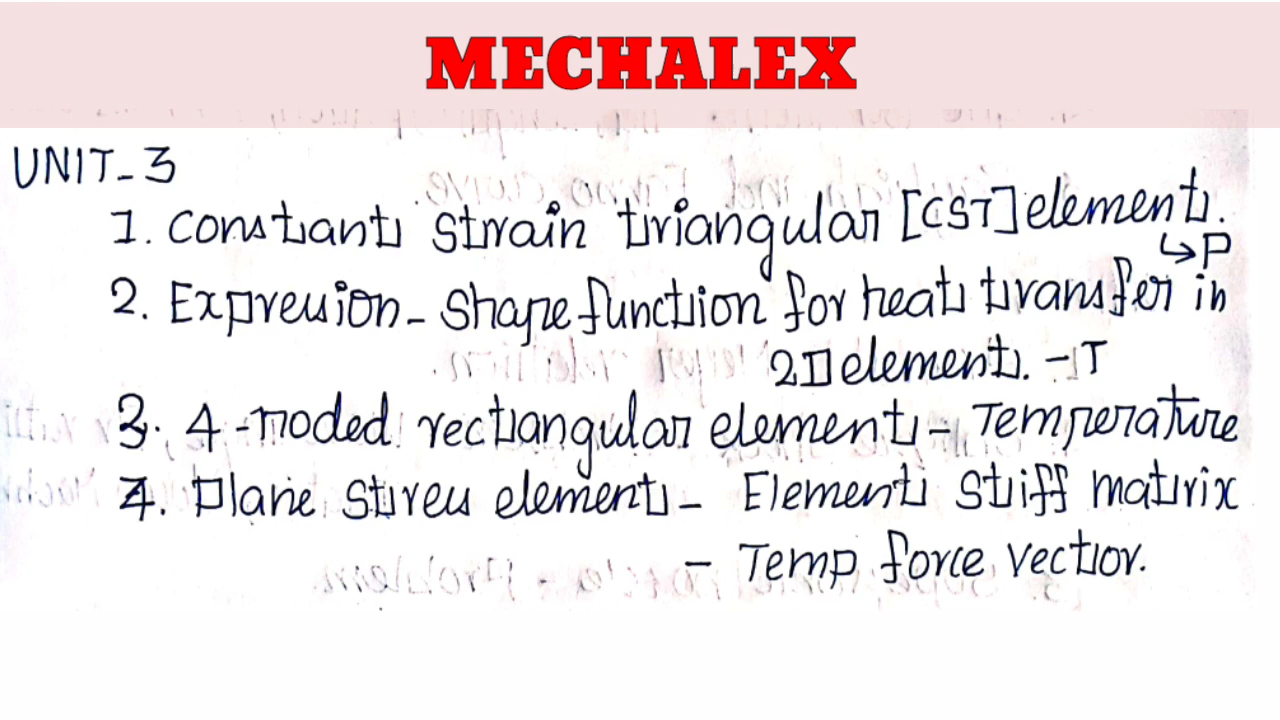 MECHALEX
UNIT-3
1. Constant strain triangular [CST] element.
↳P
2. Expression - Shape function for heat transfer in
2D element. - T
3. 4-noded rectangular element - Temperature
4. Plane stress element - Element stiff matrix
- Temp force vector.